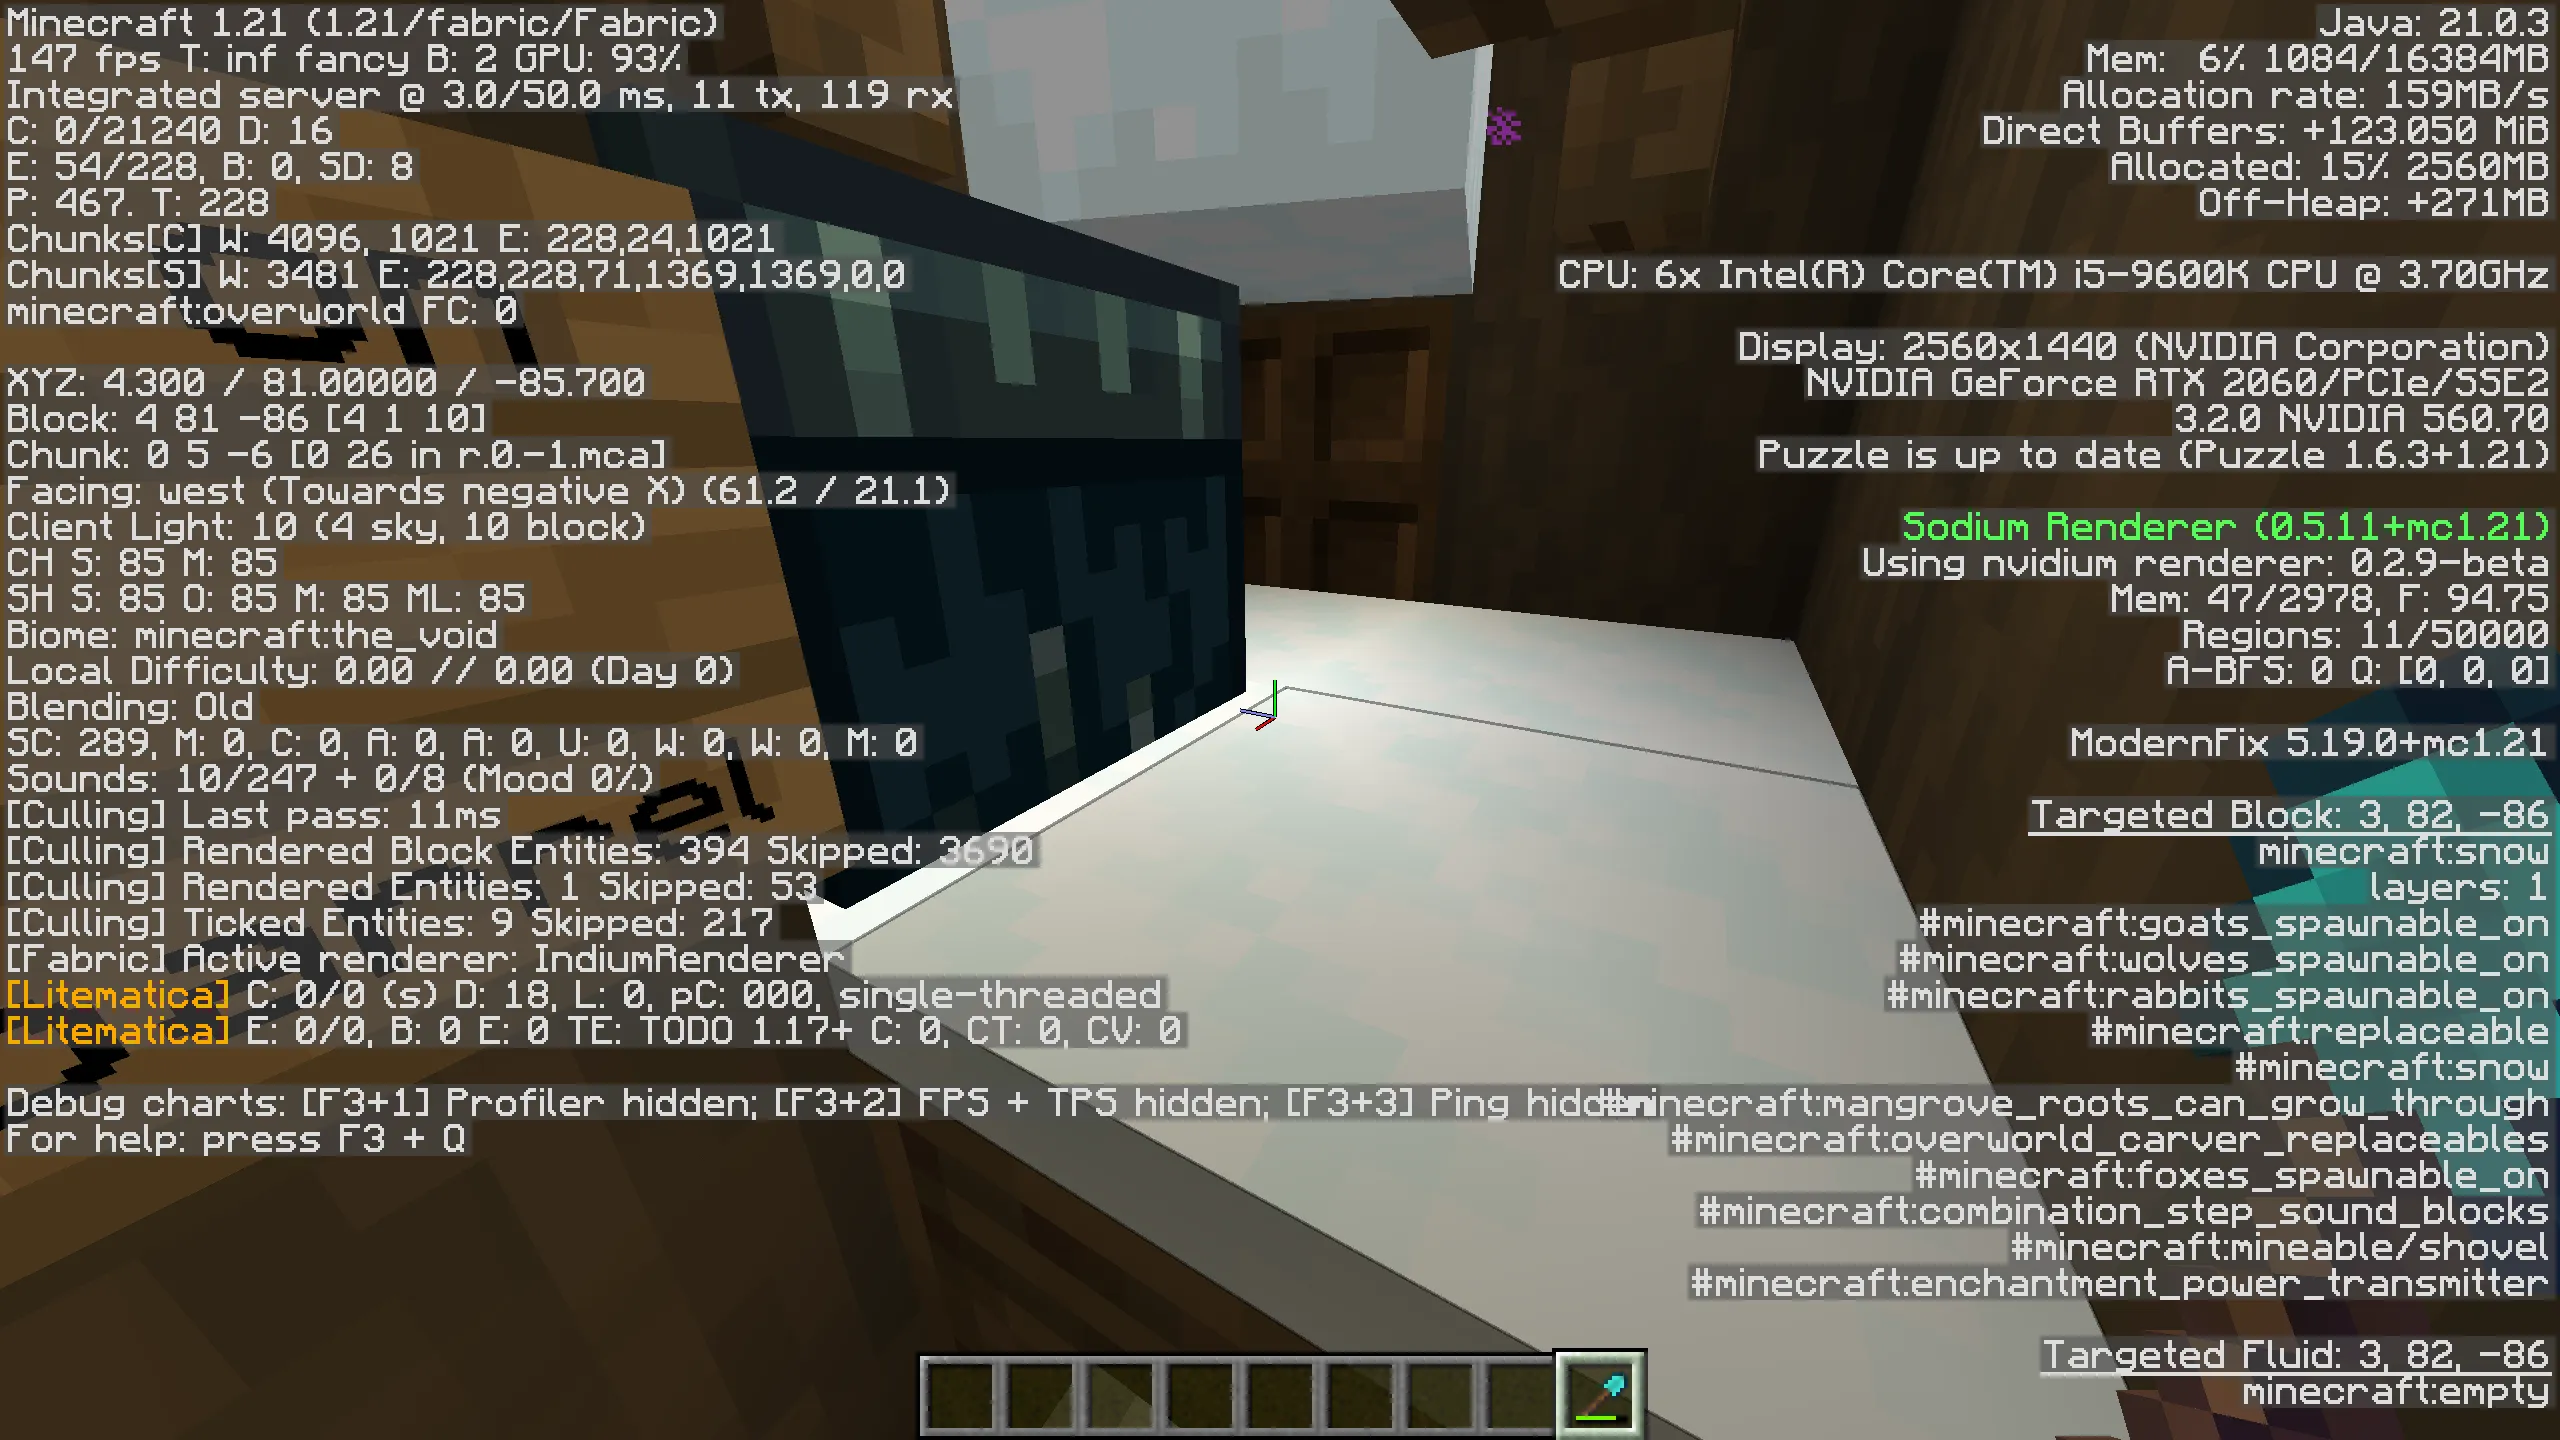 Minecraft 1.21 (1.21/fabric/Fabric)
147 fps T: inf fancy B: 2 GPU: 93%
Integrated server @ 3.0/50.0 ms, 11 tx, 119 rx
C: 0/21240 D: 16
E: 54/228, B: 0, SD: 8
P: 467. T: 228
Chunks[C] W: 4096, 1021 E: 228,24,1021
Chunks[S] W: 3481 E: 228,228,71,1369,1369,0,0
minecraft:overworld FC: 0
XYZ: 4.300 / 81.00000 / -85.700
Block: 4 81 -86 [4 1 10]
Chunk: 0 5 -6 [0 26 in r.0.-1.mca]
Facing: west (Towards negative X) (61.2 / 21.1)
Client Light: 10 (4 sky, 10 block)
CH S: 85 M: 85
SH S: 85 O: 85 M: 85 ML: 85
Biome: minecraft:the_void
Local Difficulty: 0.00 // 0.00 (Day 0)
Blending: Old
SC: 289, M: 0, C: 0, A: 0, A: 0, U: 0, W: 0, W: 0, M: 0
Sounds: 10/247 + 0/8 (Mood 0%)
[Culling] Last pass: 11ms
[Culling] Rendered Block Entities: 394 Skipped: 3690
[Culling] Rendered Entities: 1 Skipped: 53
[Culling] Ticked Entities: 9 Skipped: 217
[Fabric] Active renderer: IndiumRenderer
[Litematica] C: 0/0 (s) D: 18, L: 0, pC: 000, single-threaded
[Litematica] E: 0/0, B: 0 E: 0 TE: TODO 1.17+ C: 0, CT: 0, CV: 0
Debug charts: [F3+1] Profiler hidden; [F3+2] FPS + TPS hidden; [F3+3] Ping hidden
For help: press F3 + Q
Java: 21.0.3
Mem: 6% 1084/16384MB
Allocation rate: 159MB/s
Direct Buffers: +123.050 MiB
Allocated: 15% 2560MB
Off-Heap: +271MB
CPU: 6x Intel(R) Core(TM) i5-9600K CPU @ 3.70GHz
Display: 2560x1440 (NVIDIA Corporation)
NVIDIA GeForce RTX 2060/PCIe/SSE2
3.2.0 NVIDIA 560.70
Puzzle is up to date (Puzzle 1.6.3+1.21)
Sodium Renderer (0.5.11+mc1.21)
Using nvidium renderer: 0.2.9-beta
Mem: 47/2978, F: 94.75
Regions: 11/50000
A-BFS: 0 Q: [0, 0, 0]
ModernFix 5.19.0+mc1.21
Targeted Block: 3, 82, -86
minecraft:snow
layers: 1
#minecraft:goats_spawnable_on
#minecraft:wolves_spawnable_on
#minecraft:rabbits_spawnable_on
#minecraft:replaceable
#minecraft:snow
#minecraft:mangrove_roots_can_grow_through
#minecraft:overworld_carver_replaceables
#minecraft:foxes_spawnable_on
#minecraft:combination_step_sound_blocks
#minecraft:mineable/shovel
#minecraft:enchantment_power_transmitter
Targeted Fluid: 3, 82, -86
minecraft:empty